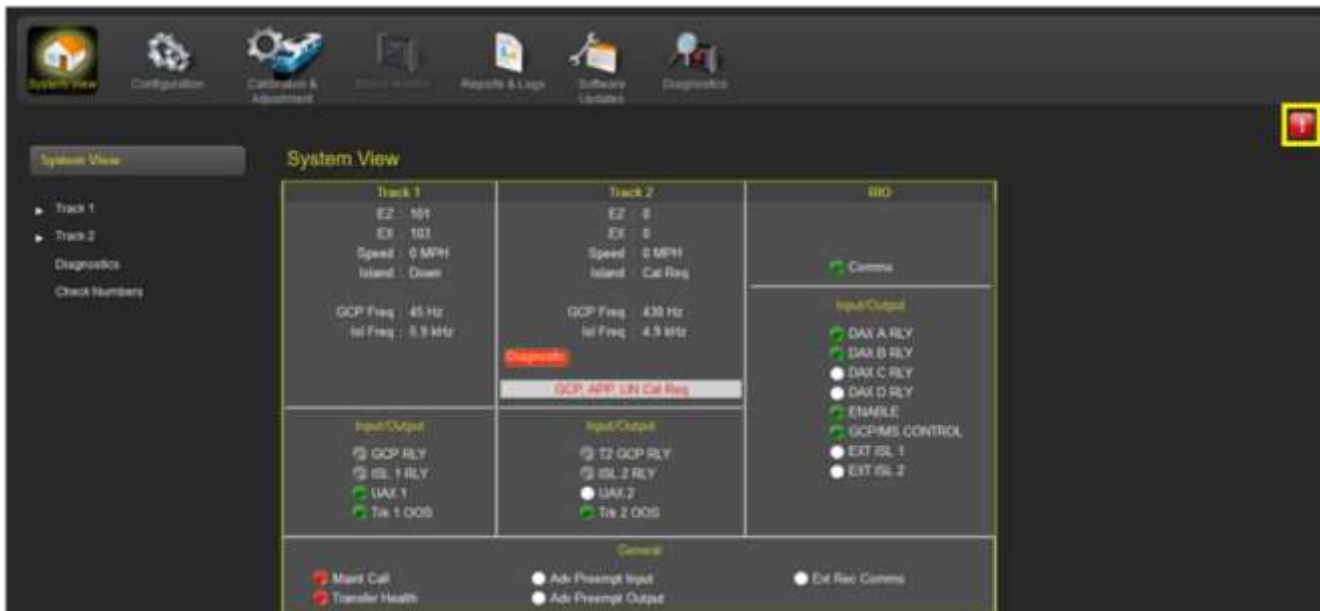 System View
Configuration
Calibration & Adjustment
Reports & Logs
Software Updates
Diagnostics
System View
System View
Track 1
Track 2
Diagnostics
Check Numbers
Track 1
EZ : 101
EX : 103
Speed : 0 MPH
Island : Down
GCP Freq : 45 Hz
Isl Freq : 5.9 kHz
Track 2
EZ : 0
EX : 0
Speed : 0 MPH
Island : Cal Req
GCP Freq : 430 Hz
Isl Freq : 4.9 kHz
Diagnostic
GCP, APP, LIN Cal Req
RIO
Comms
Input/Output
GCP RLY
ISL 1 RLY
UAX 1
Trk 1 OOS
Input/Output
T2 GCP RLY
ISL 2 RLY
UAX 2
Trk 2 OOS
Input/Output
DAX A RLY
DAX B RLY
DAX C RLY
DAX D RLY
ENABLE
GCP/MS CONTROL
EXT ISL 1
EXT ISL 2
General
Maint Call
Transfer Health
Adv Preempt Input
Adv Preempt Output
Ext Rec Comms